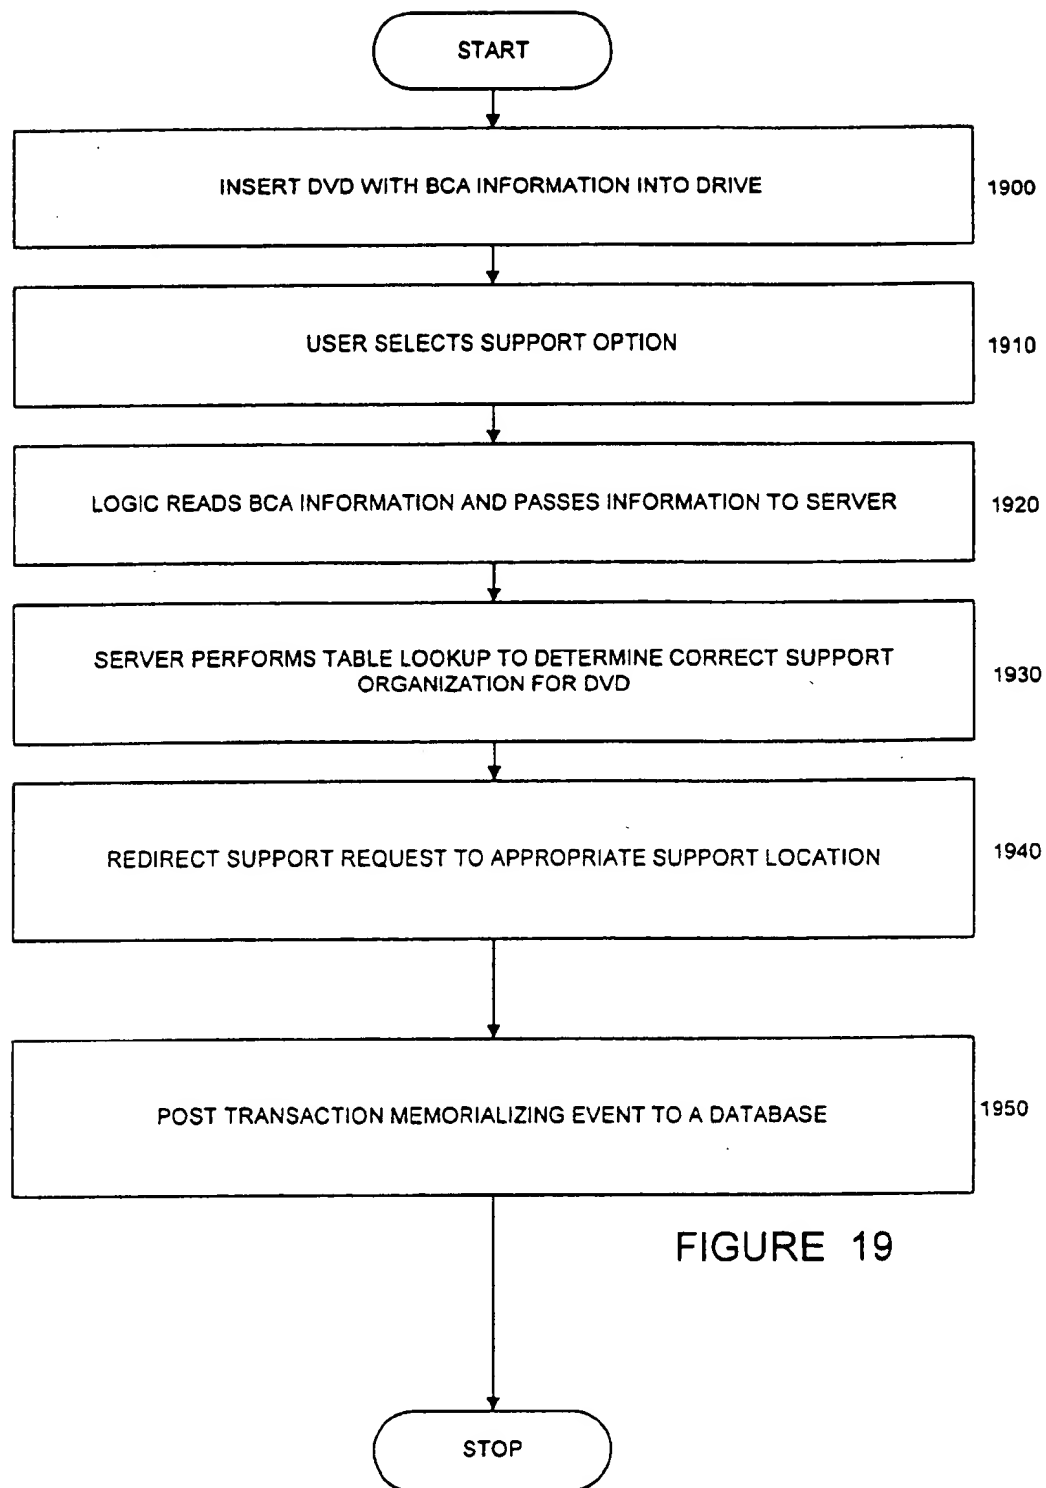 START
INSERT DVD WITH BCA INFORMATION INTO DRIVE
1900
USER SELECTS SUPPORT OPTION
1910
LOGIC READS BCA INFORMATION AND PASSES INFORMATION TO SERVER
1920
SERVER PERFORMS TABLE LOOKUP TO DETERMINE CORRECT SUPPORT
ORGANIZATION FOR DVD
1930
REDIRECT SUPPORT REQUEST TO APPROPRIATE SUPPORT LOCATION
1940
POST TRANSACTION MEMORIALIZING EVENT TO A DATABASE
1950
FIGURE 19
STOP